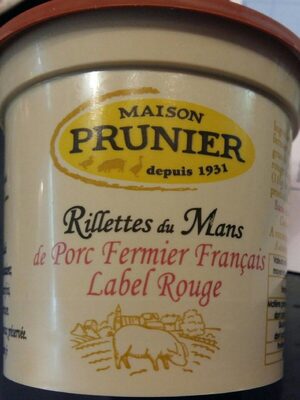 MAISON
PRUNIER
depuis 1931
Rillettes du Mans
de Porc Fermier Français
Label Rouge